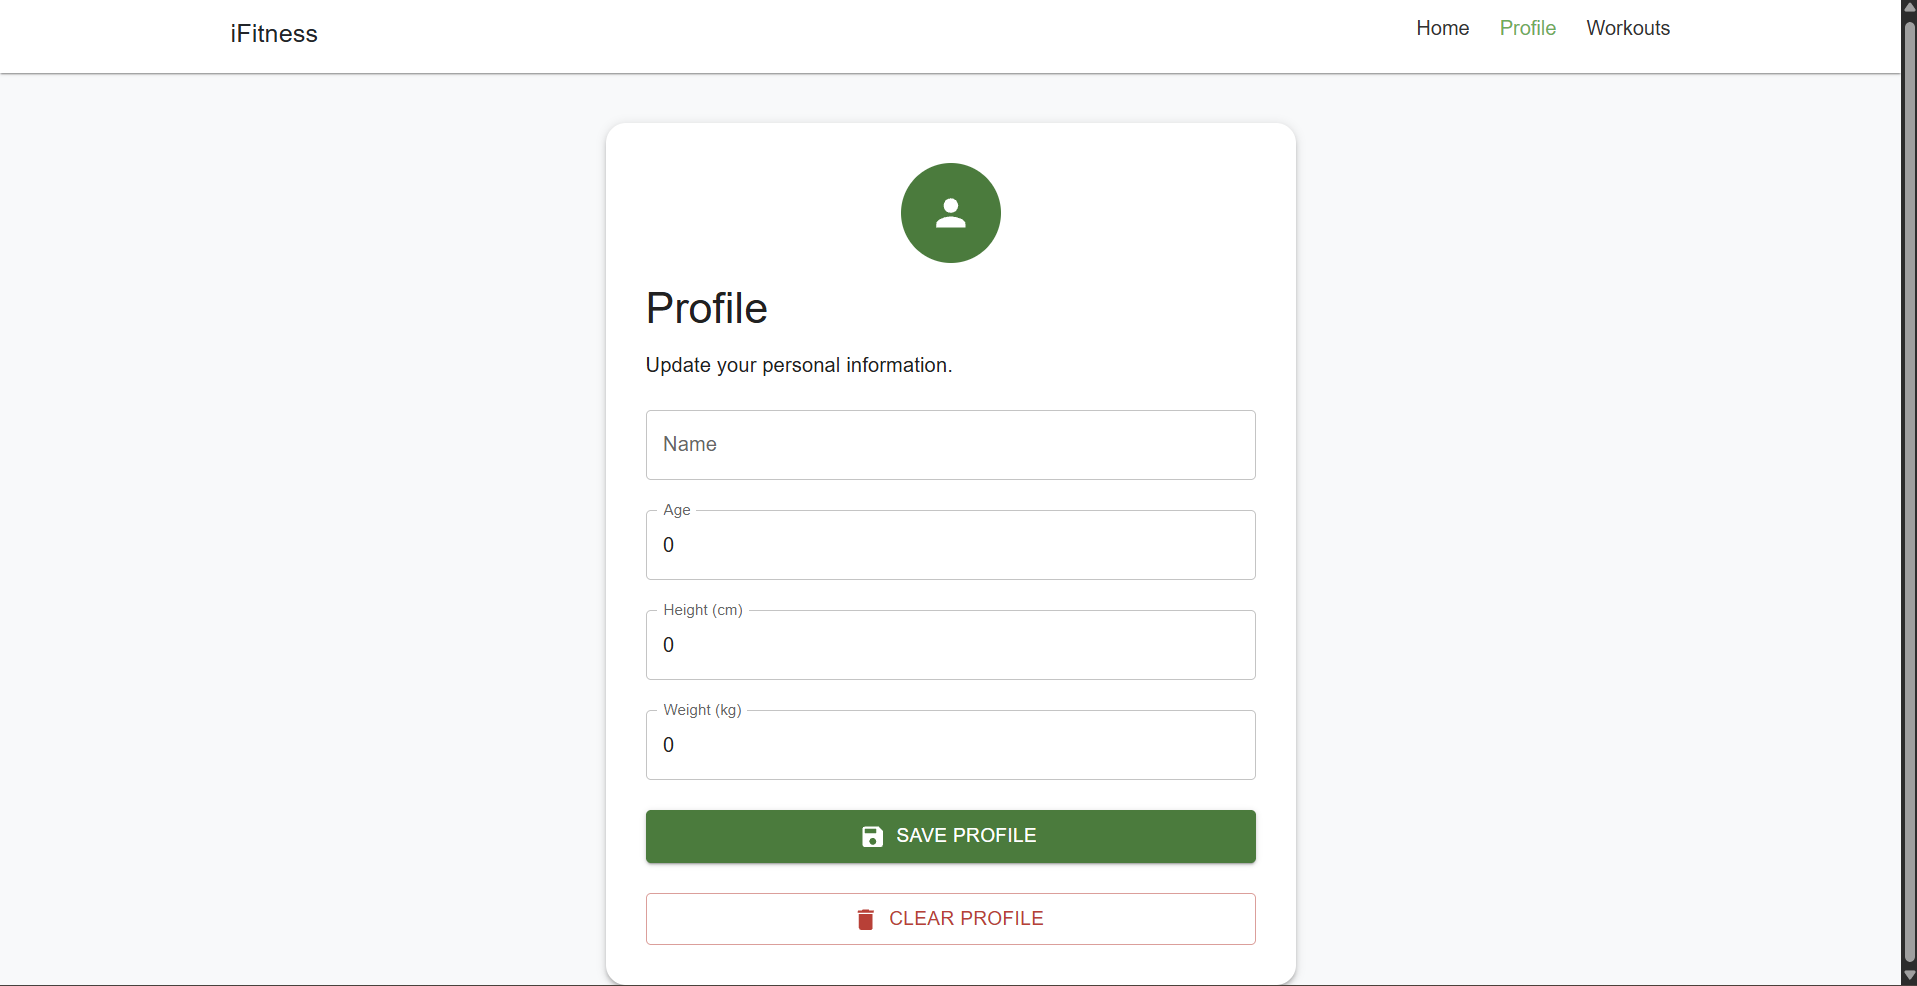 iFitness
Home Profile Workouts
Profile
Update your personal information.
Name
Age
0
Height (cm)
0
Weight (kg)
0
SAVE PROFILE
CLEAR PROFILE